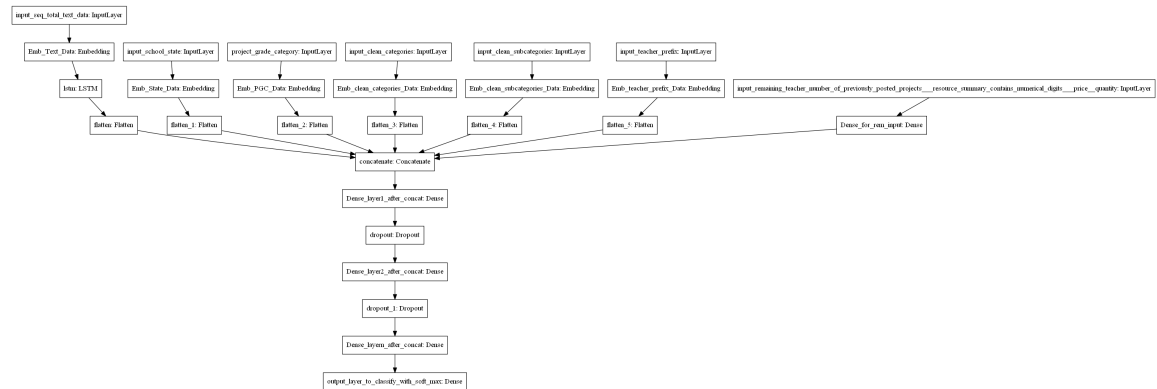 input_seq_total_text_data: InputLayer
Emb_Text_Data: Embedding
input_school_state: InputLayer
project_grade_category: InputLayer
input_clean_categories: InputLayer
input_clean_subcategories: InputLayer
input_teacher_prefix: InputLayer
lstm: LSTM
Emb_State_Data: Embedding
Emb_PGC_Data: Embedding
Emb_clean_categories_Data: Embedding
Emb_clean_subcategories_Data: Embedding
Emb_teacher_prefix_Data: Embedding
input_remaining_teacher_number_of_previously_posted_projects___resource_summary_contains_numerical_digits___price__quantity: InputLayer
flatten: Flatten
flatten_1: Flatten
flatten_2: Flatten
flatten_3: Flatten
flatten_4: Flatten
flatten_5: Flatten
Dense_for_rem_input: Dense
concatenate: Concatenate
Dense_layer1_after_concat: Dense
dropout: Dropout
Dense_layer2_after_concat: Dense
dropout_1: Dropout
Dense_layem_after_concat: Dense
output_layer_to_classify_with_soft_max: Dense